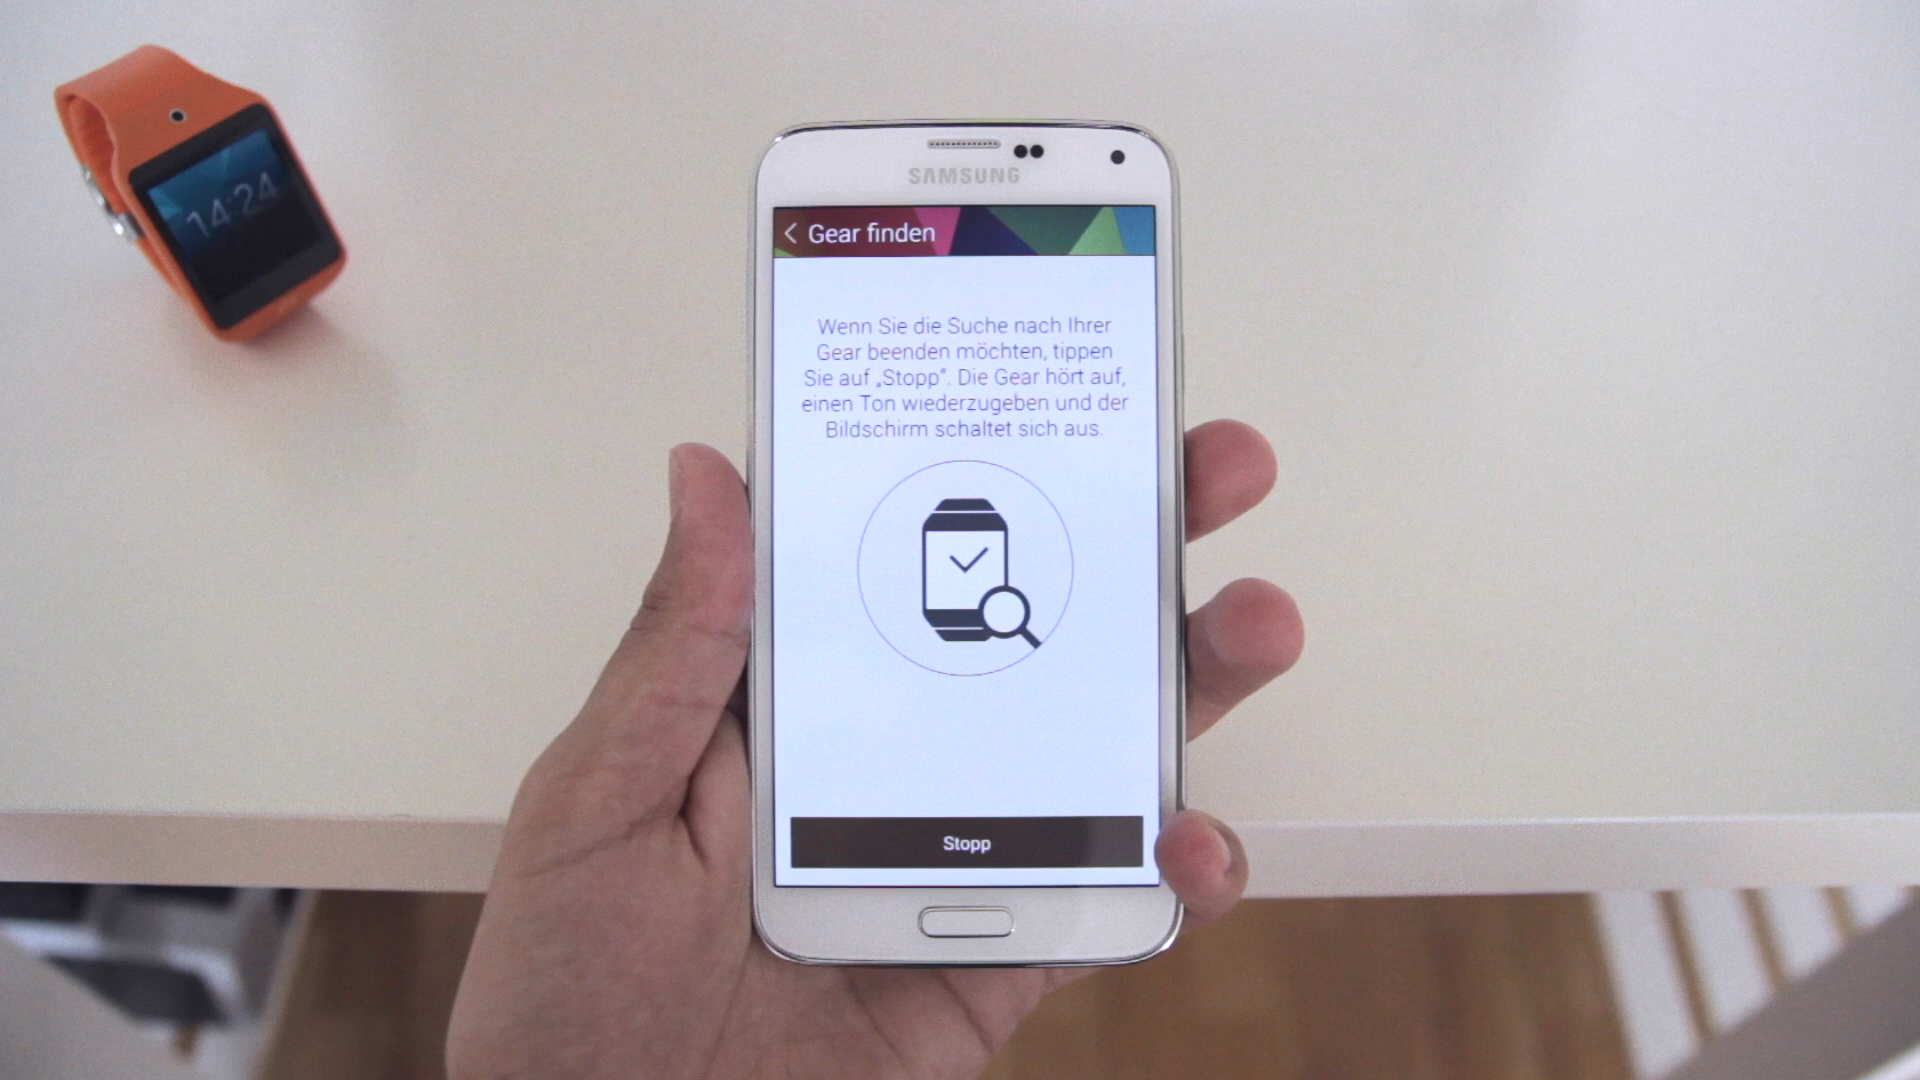 14:24
SAMSUNG
Gear finden
Wenn Sie die Suche nach Ihrer
Gear beenden möchten, tippen
Sie auf „Stopp“. Die Gear hört auf,
einen Ton wiederzugeben und der
Bildschirm schaltet sich aus.
Stopp